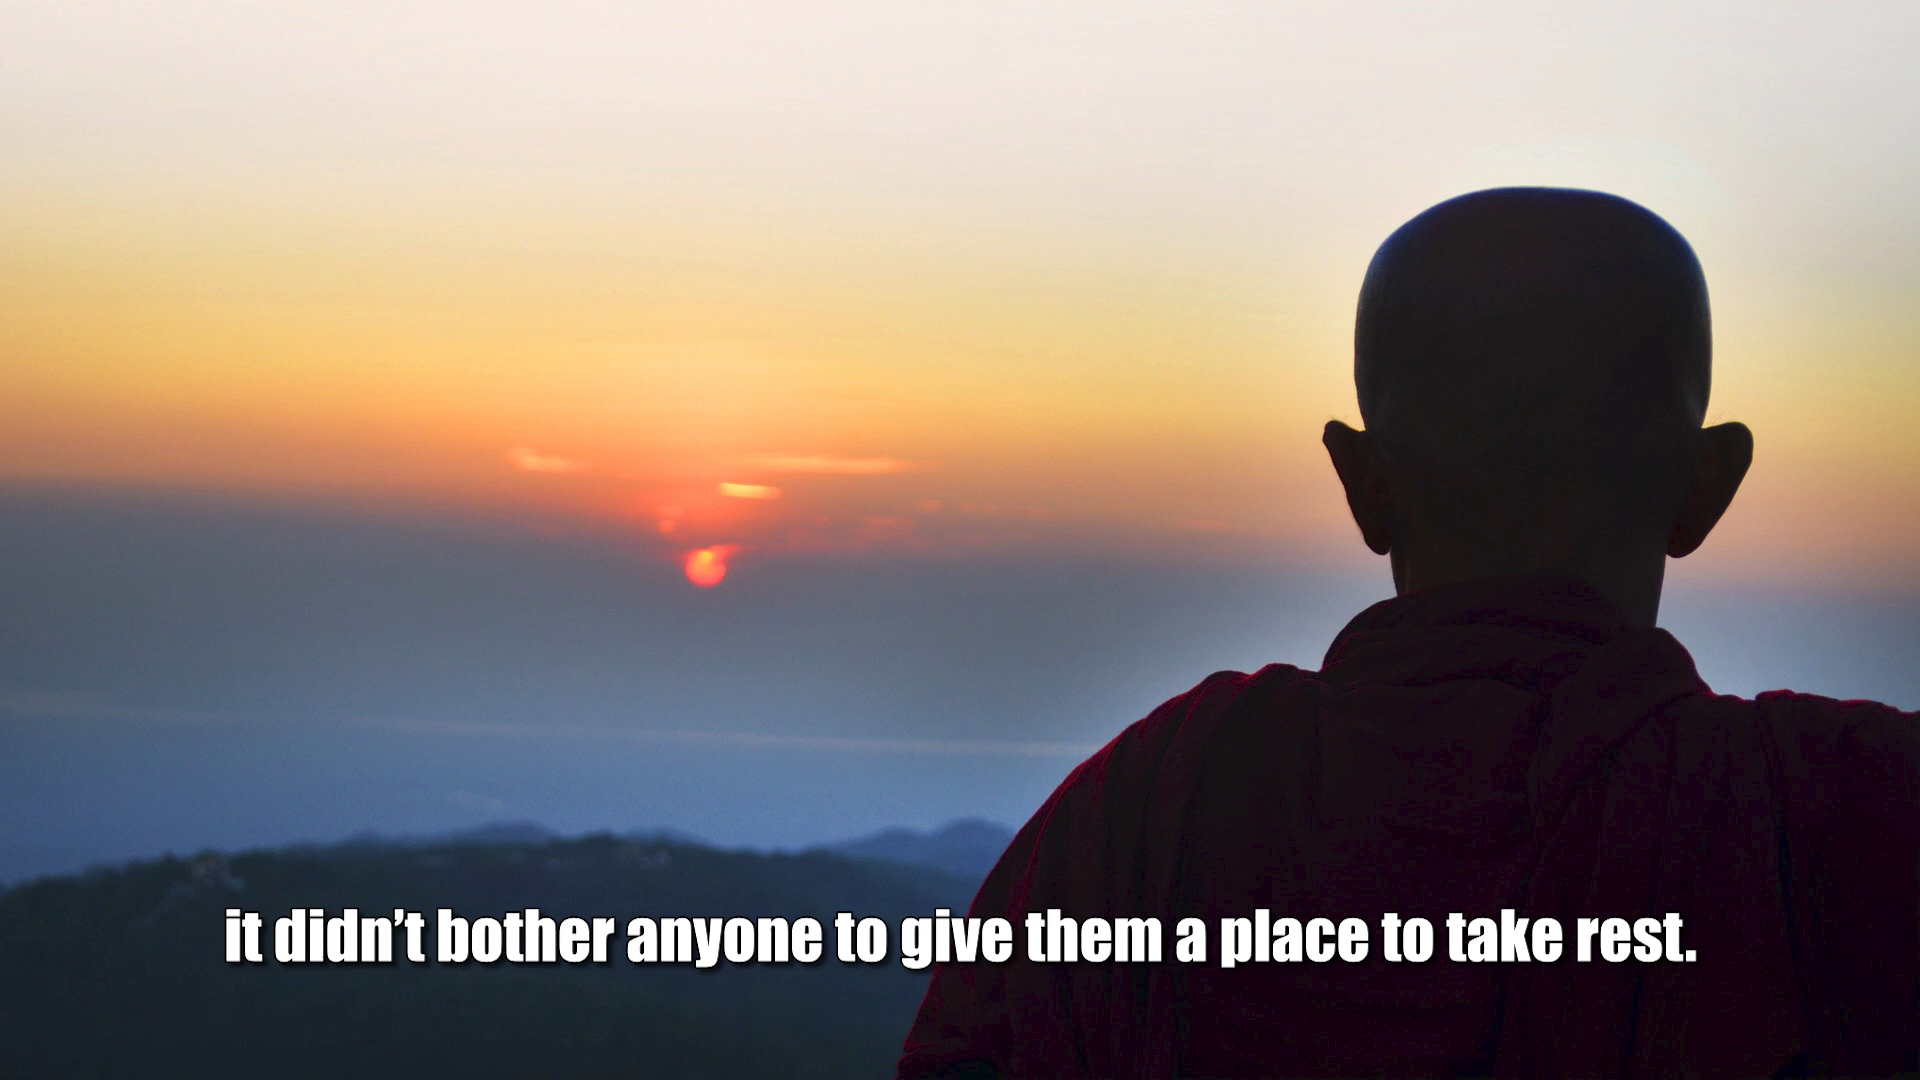 it didn’t bother anyone to give them a place to take rest.